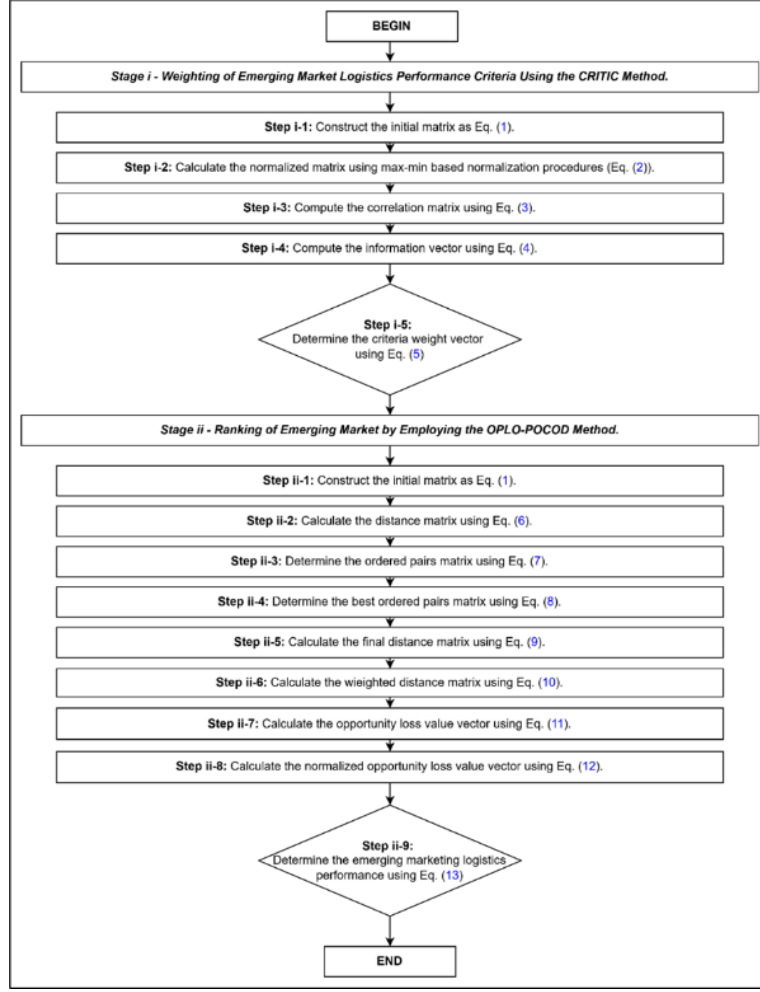 BEGIN
Stage i - Weighting of Emerging Market Logistics Performance Criteria Using the CRITIC Method.
Step i-1: Construct the initial matrix as Eq. (1).
Step i-2: Calculate the normalized matrix using max-min based normalization procedures (Eq. (2)).
Step i-3: Compute the correlation matrix using Eq. (3).
Step i-4: Compute the information vector using Eq. (4).
Step i-5:
Determine the criteria weight vector
using Eq. (5)
Stage ii - Ranking of Emerging Market by Employing the OPLO-POCOD Method.
Step ii-1: Construct the initial matrix as Eq. (1).
Step ii-2: Calculate the distance matrix using Eq. (6).
Step ii-3: Determine the ordered pairs matrix using Eq. (7).
Step ii-4: Determine the best ordered pairs matrix using Eq. (8).
Step ii-5: Calculate the final distance matrix using Eq. (9).
Step ii-6: Calculate the wieighted distance matrix using Eq. (10).
Step ii-7: Calculate the opportunity loss value vector using Eq. (11).
Step ii-8: Calculate the normalized opportunity loss value vector using Eq. (12).
Step ii-9:
Determine the emerging marketing logistics
performance using Eq. (13)
END